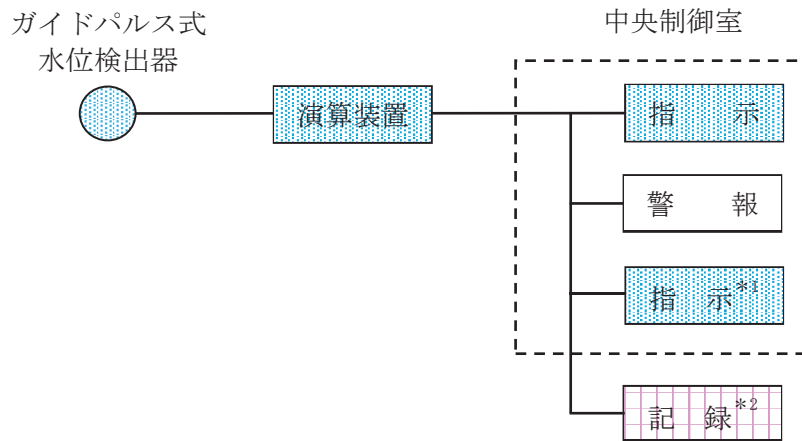 ガイドパルス式
水位検出器
中央制御室
演算装置
指 示
警 報
指 示*1
記 録*2